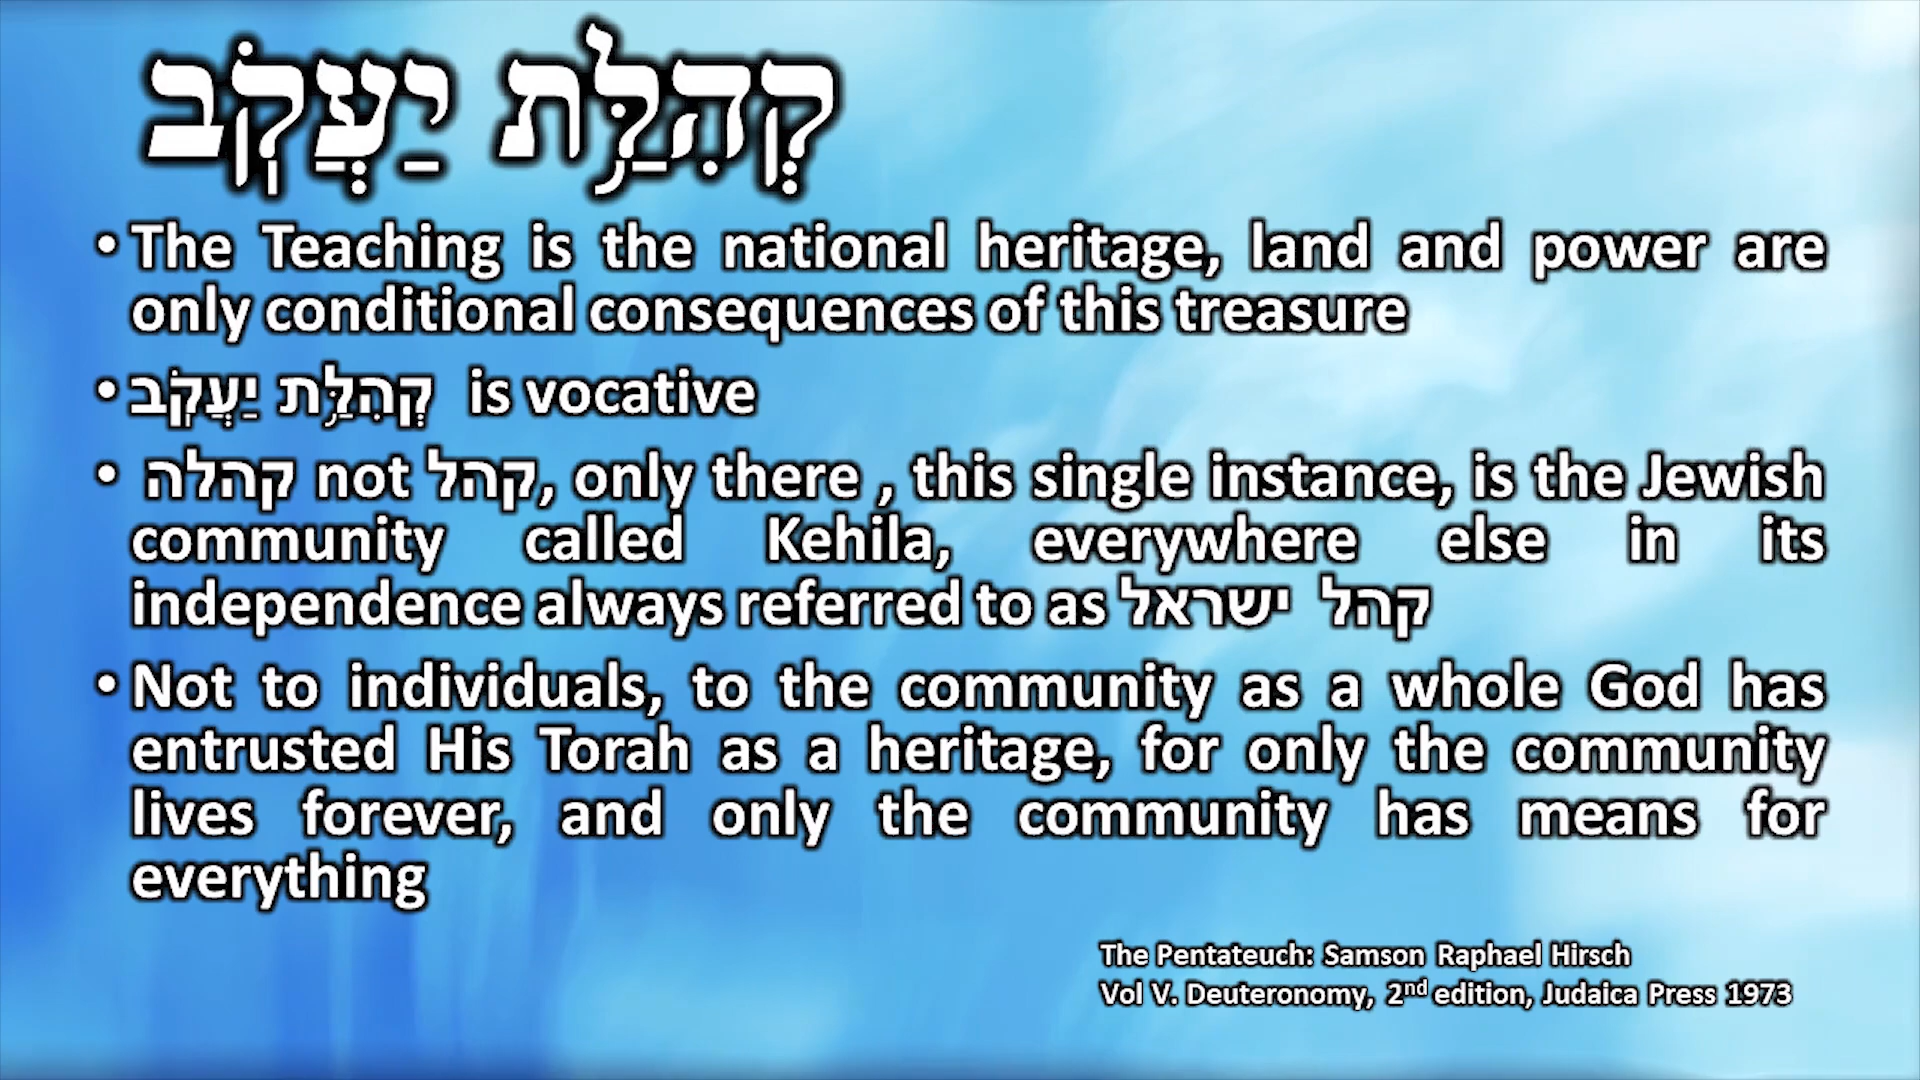 קְהִלַּ֥ת יַעֲקֹֽב
• The Teaching is the national heritage, land and power are
only conditional consequences of this treasure
• קְהִלַּ֥ת יַעֲקֹֽב is vocative
• קהלה not קהל, only there , this single instance, is the Jewish
community called Kehila, everywhere else in its
independence always referred to as קהל ישראל
• Not to individuals, to the community as a whole God has
entrusted His Torah as a heritage, for only the community
lives forever, and only the community has means for
everything
The Pentateuch: Samson Raphael Hirsch
Vol V. Deuteronomy, 2nd edition, Judaica Press 1973